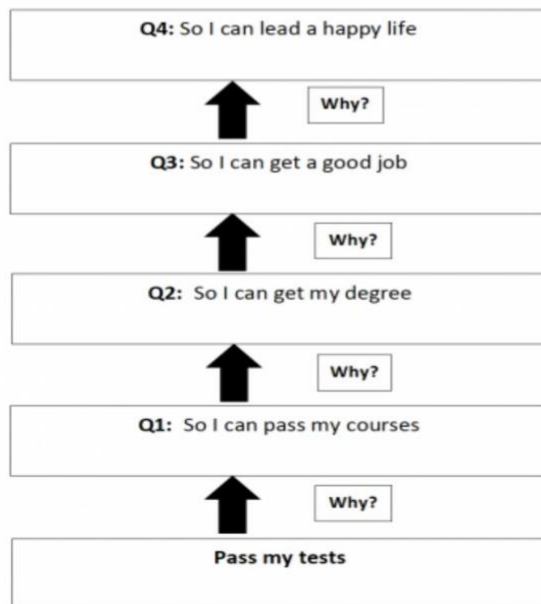 Q4: So I can lead a happy life
Why?
Q3: So I can get a good job
Why?
Q2: So I can get my degree
Why?
Q1: So I can pass my courses
Why?
Pass my tests